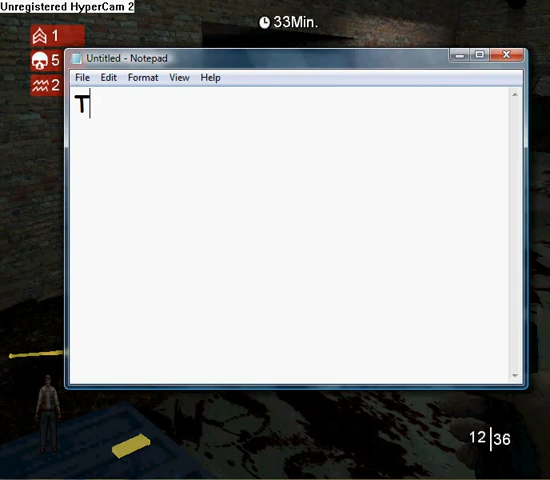 Unregistered HyperCam 2
33Min.
1
5
2
Untitled - Notepad
File Edit Format View Help
T
12|36